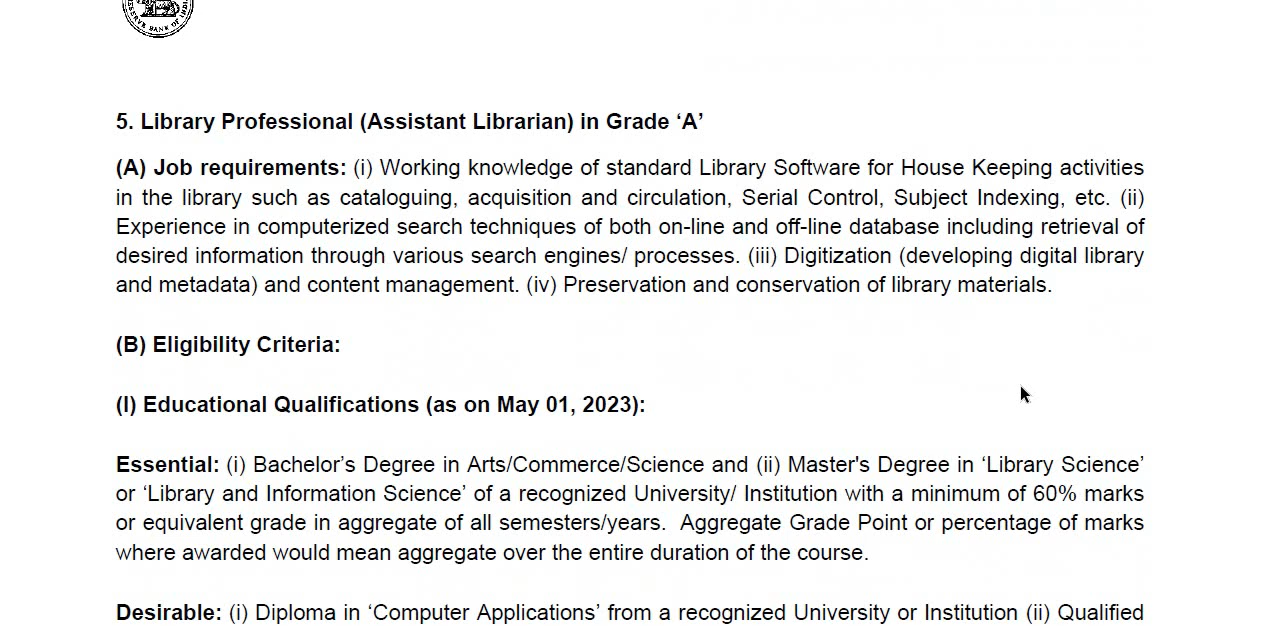 RESERVE BANK OF INDIA
5. Library Professional (Assistant Librarian) in Grade ‘A’
(A) Job requirements: (i) Working knowledge of standard Library Software for House Keeping activities
in the library such as cataloguing, acquisition and circulation, Serial Control, Subject Indexing, etc. (ii)
Experience in computerized search techniques of both on-line and off-line database including retrieval of
desired information through various search engines/ processes. (iii) Digitization (developing digital library
and metadata) and content management. (iv) Preservation and conservation of library materials.
(B) Eligibility Criteria:
(I) Educational Qualifications (as on May 01, 2023):
Essential: (i) Bachelor’s Degree in Arts/Commerce/Science and (ii) Master's Degree in ‘Library Science’
or ‘Library and Information Science’ of a recognized University/ Institution with a minimum of 60% marks
or equivalent grade in aggregate of all semesters/years.  Aggregate Grade Point or percentage of marks
where awarded would mean aggregate over the entire duration of the course.
Desirable: (i) Diploma in ‘Computer Applications’ from a recognized University or Institution (ii) Qualified